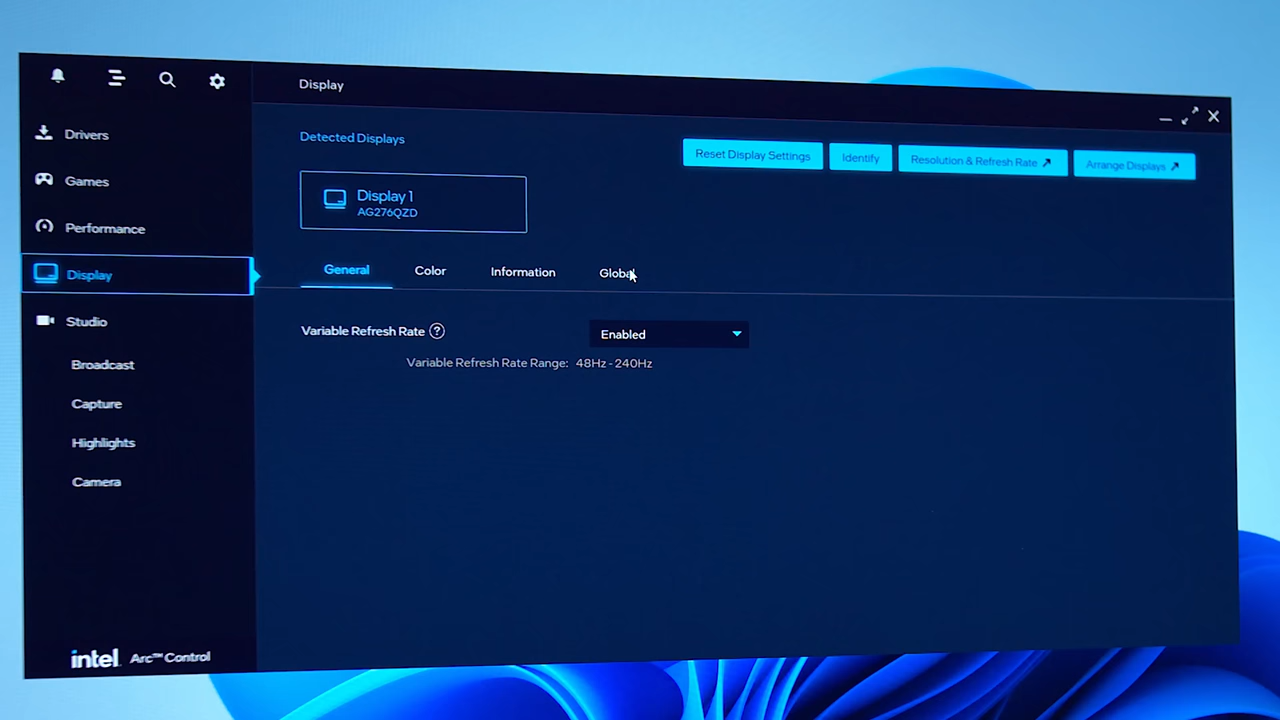 Display
Drivers
Games
Performance
Display
Studio
Broadcast
Capture
Highlights
Camera
intel. Arc™ Control
Detected Displays
Reset Display Settings
Identify
Resolution & Refresh Rate
Arrange Displays
Display 1
AG276QZD
General
Color
Information
Global
Variable Refresh Rate ?
Enabled
Variable Refresh Rate Range: 48Hz - 240Hz